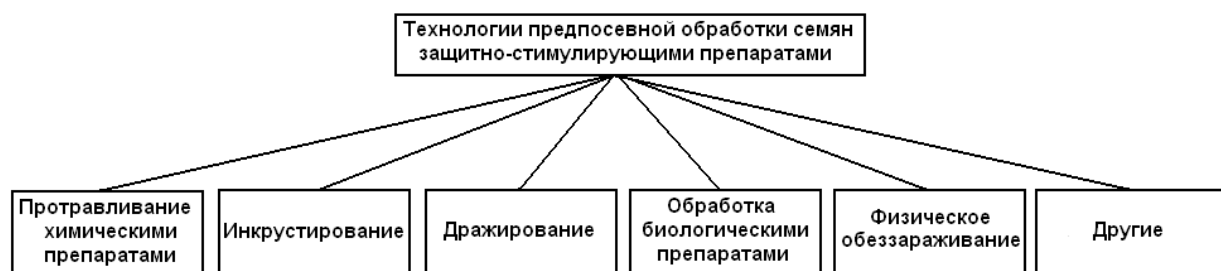 Технологии предпосевной обработки семян
защитно-стимулирующими препаратами
Протравливание
химическими
препаратами
Инкрустирование
Дражирование
Обработка
биологическими
препаратами
Физическое
обеззараживание
Другие